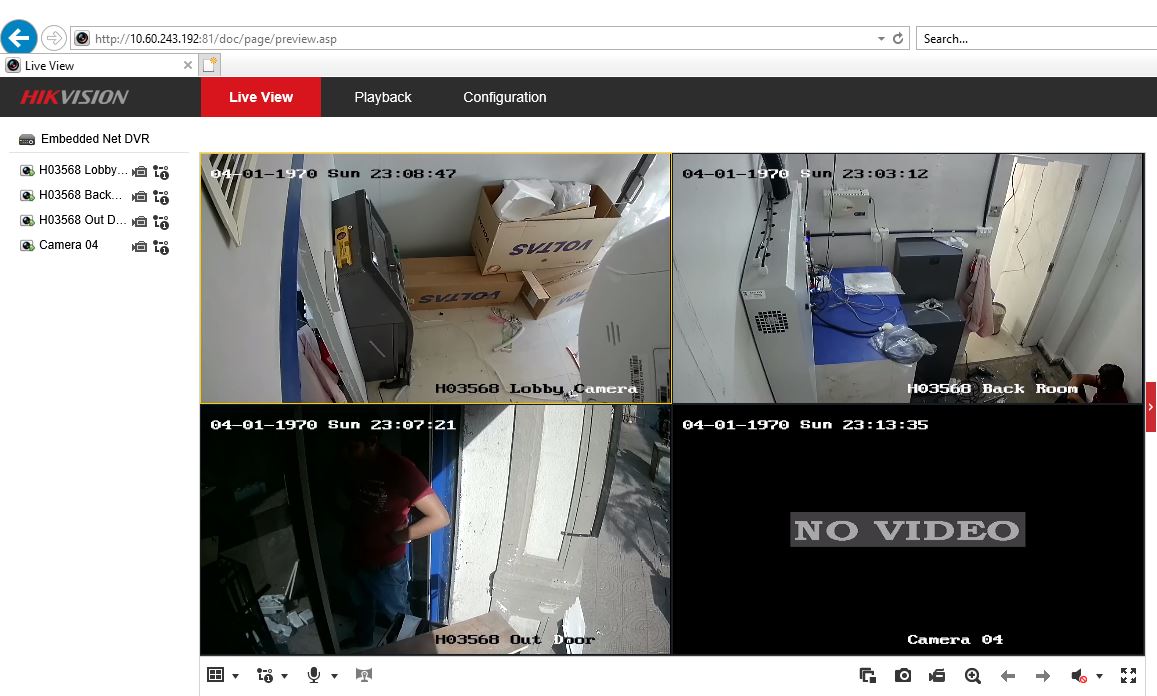 http://10.60.243.192:81/doc/page/preview.asp
Search...
Live View
HIKVISION
Live View
Playback
Configuration
Embedded Net DVR
H03568 Lobby...
H03568 Back...
H03568 Out D...
Camera 04
04-01-1970 Sun 23:08:47
VOLTAS
VOLTAS
VOLTAS
H03568 Lobby Camera
04-01-1970 Sun 23:03:12
H03568 Back Room
04-01-1970 Sun 23:07:21
H03568 Out Door
04-01-1970 Sun 23:13:35
NO VIDEO
Camera 04